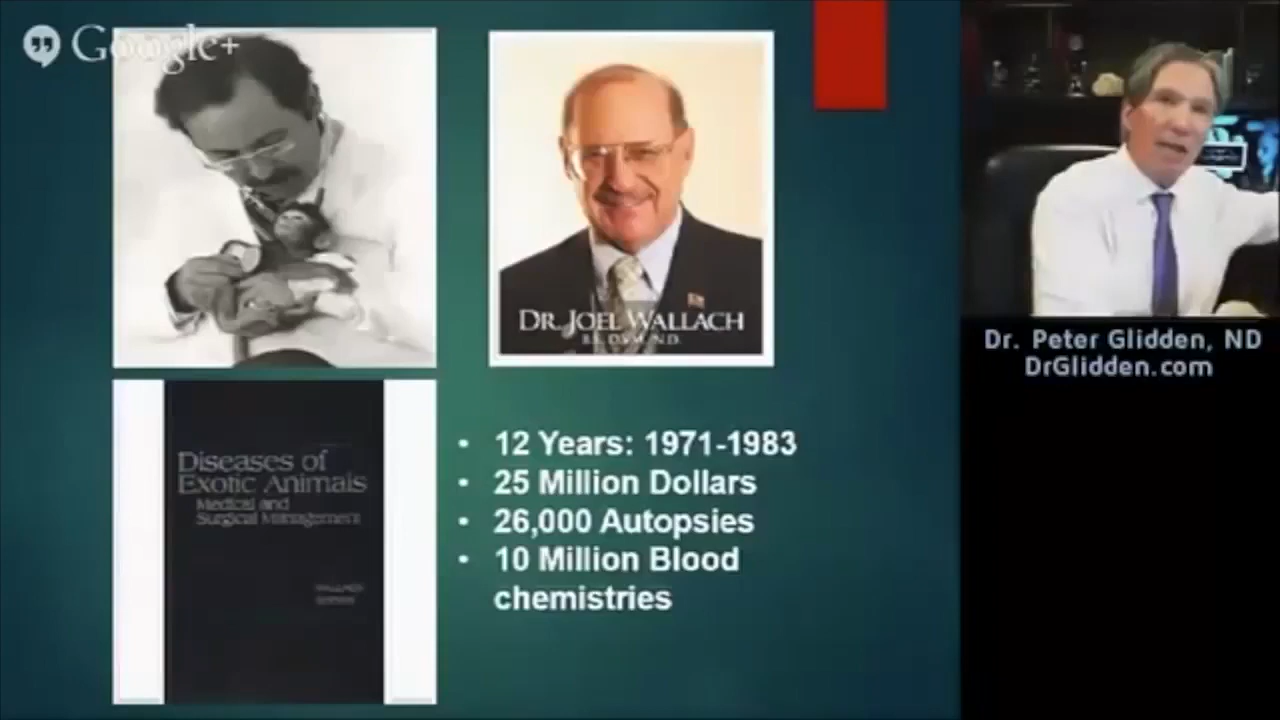 Google+
DR. JOEL WALLACH
B.S., D.V.M., N.D.
Diseases of
Exotic Animals
Medical and
Surgical Management
WALLACH
• 12 Years: 1971-1983
• 25 Million Dollars
• 26,000 Autopsies
• 10 Million Blood
chemistries
Dr. Peter Glidden, ND
DrGlidden.com